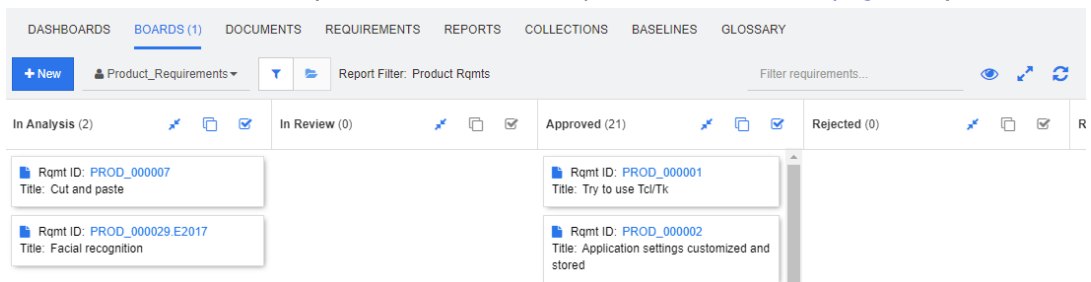 DASHBOARDS BOARDS (1) DOCUMENTS REQUIREMENTS REPORTS COLLECTIONS BASELINES GLOSSARY
+ New Product_Requirements Report Filter: Product Rqmts Filter requirements...
In Analysis (2) In Review (0) Approved (21) Rejected (0) R
Rqmt ID: PROD_000007
Title: Cut and paste
Rqmt ID: PROD_000029.E2017
Title: Facial recognition
Rqmt ID: PROD_000001
Title: Try to use Tcl/Tk
Rqmt ID: PROD_000002
Title: Application settings customized and
stored